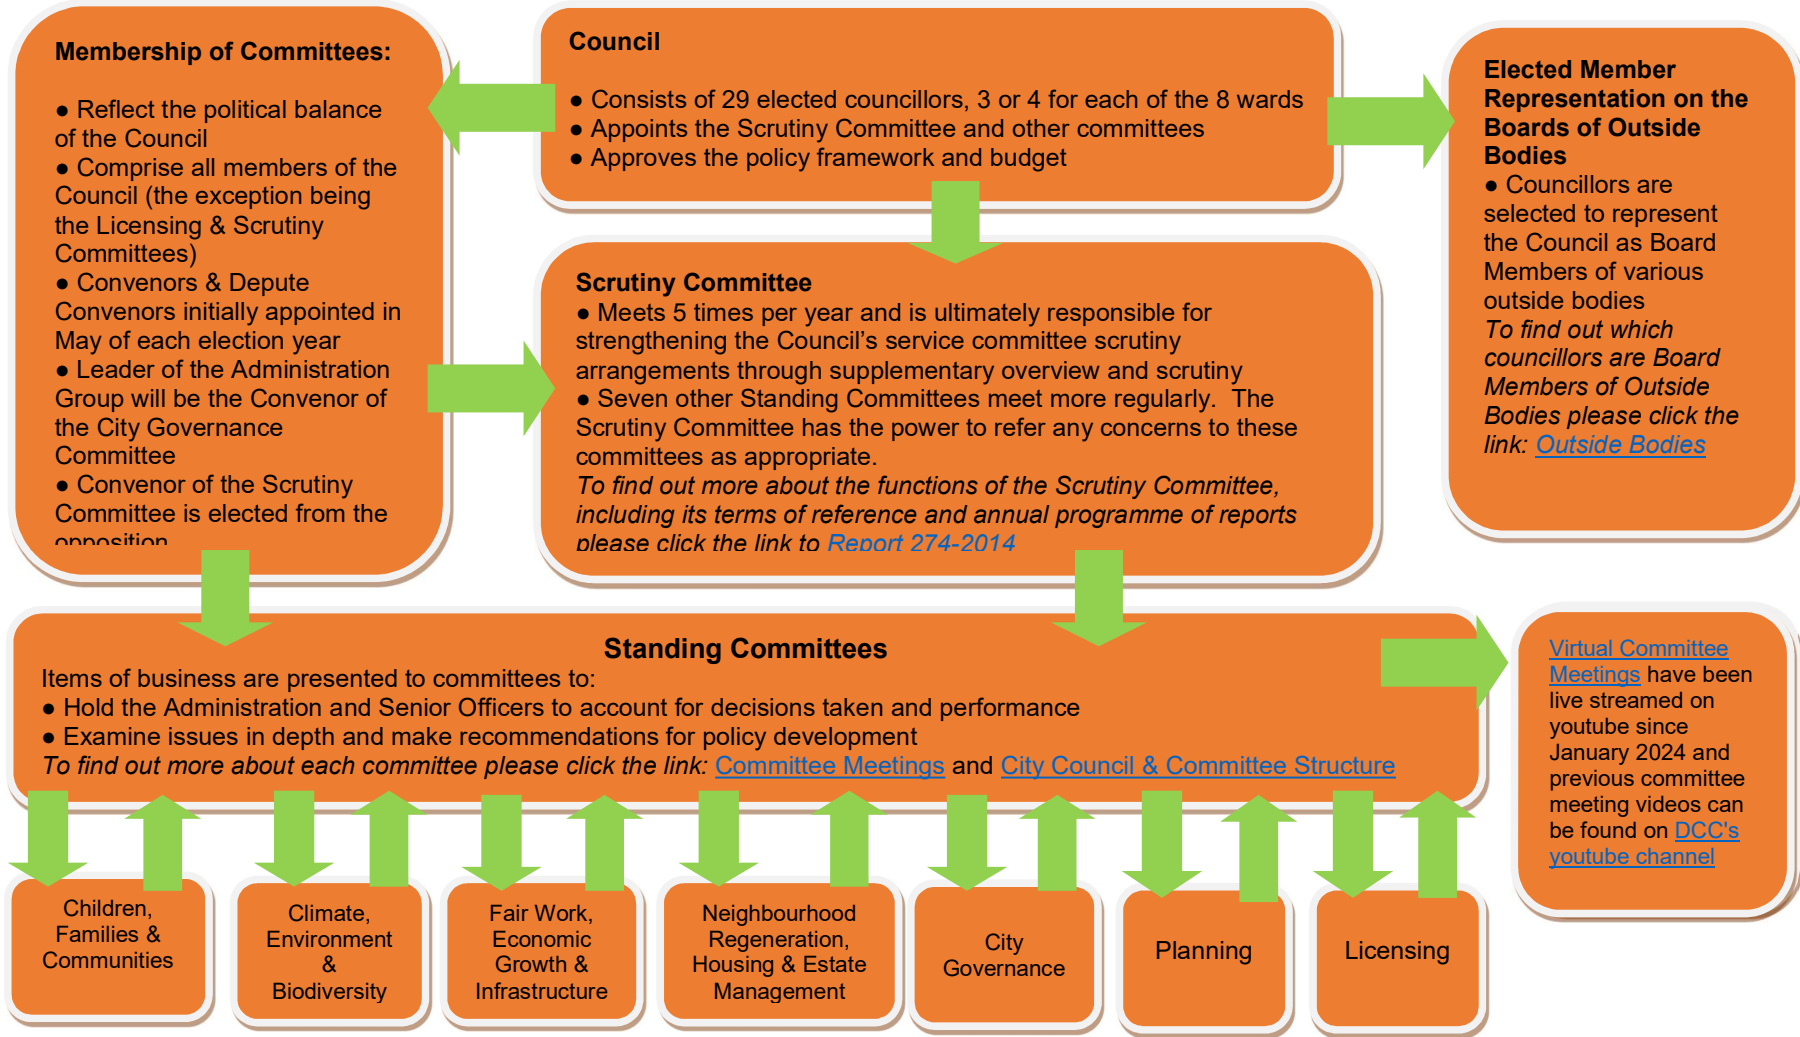 Membership of Committees:
● Reflect the political balance
of the Council
● Comprise all members of the
Council (the exception being
the Licensing & Scrutiny
Committees)
● Convenors & Depute
Convenors initially appointed in
May of each election year
● Leader of the Administration
Group will be the Convenor of
the City Governance
Committee
● Convenor of the Scrutiny
Committee is elected from the
opposition
Council
● Consists of 29 elected councillors, 3 or 4 for each of the 8 wards
● Appoints the Scrutiny Committee and other committees
● Approves the policy framework and budget
Elected Member
Representation on the
Boards of Outside
Bodies
● Councillors are
selected to represent
the Council as Board
Members of various
outside bodies
To find out which
councillors are Board
Members of Outside
Bodies please click the
link: Outside Bodies
Scrutiny Committee
● Meets 5 times per year and is ultimately responsible for
strengthening the Council’s service committee scrutiny
arrangements through supplementary overview and scrutiny
● Seven other Standing Committees meet more regularly.  The
Scrutiny Committee has the power to refer any concerns to these
committees as appropriate.
To find out more about the functions of the Scrutiny Committee,
including its terms of reference and annual programme of reports
please click the link to Report 274-2014
Standing Committees
Items of business are presented to committees to:
● Hold the Administration and Senior Officers to account for decisions taken and performance
● Examine issues in depth and make recommendations for policy development
To find out more about each committee please click the link: Committee Meetings and City Council & Committee Structure
Virtual Committee
Meetings have been
live streamed on
youtube since
January 2024 and
previous committee
meeting videos can
be found on DCC's
youtube channel
Children,
Families &
Communities
Climate,
Environment
&
Biodiversity
Fair Work,
Economic
Growth &
Infrastructure
Neighbourhood
Regeneration,
Housing & Estate
Management
City
Governance
Planning
Licensing